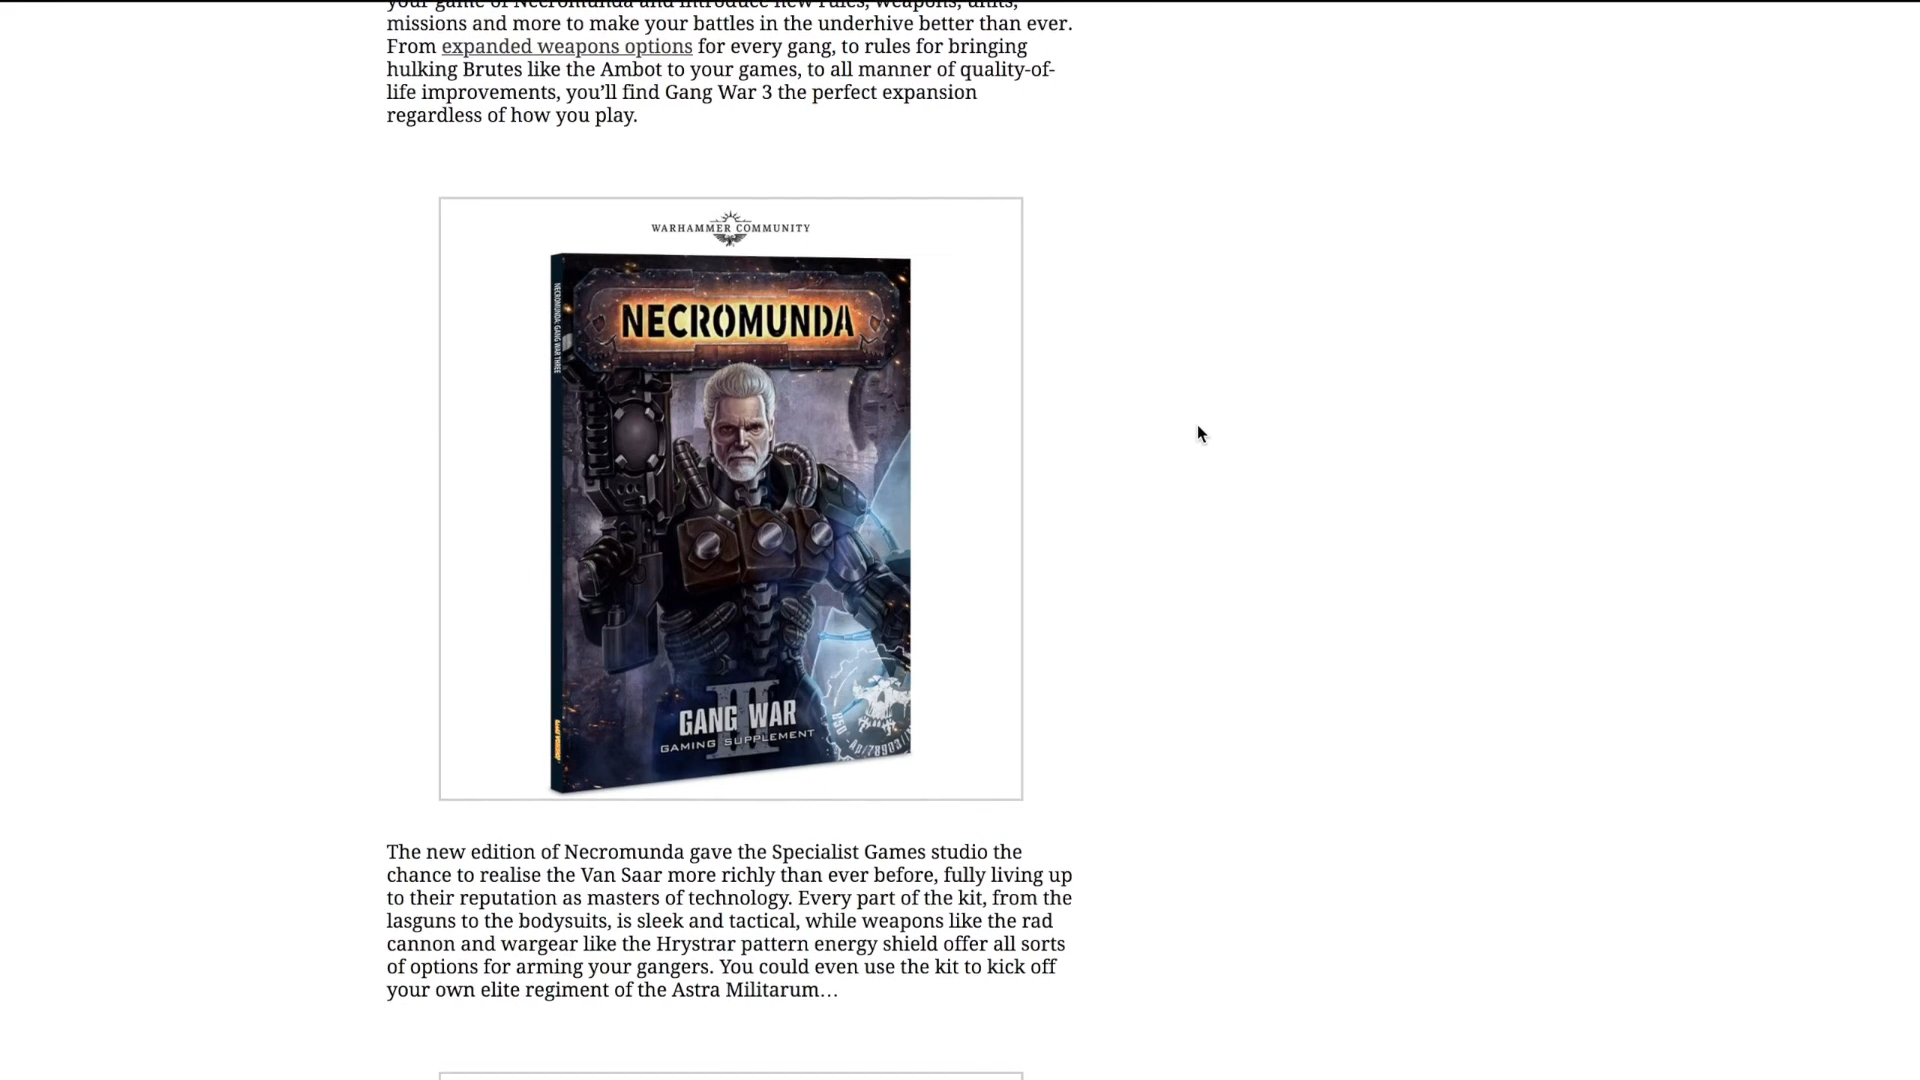 your game of Necromunda and introduce new rules, weapons, units,
missions and more to make your battles in the underhive better than ever.
From expanded weapons options for every gang, to rules for bringing
hulking Brutes like the Ambot to your games, to all manner of quality-of-
life improvements, you’ll find Gang War 3 the perfect expansion
regardless of how you play.
WARHAMMER COMMUNITY
NECROMUNDA: GANG WAR THREE
NECROMUNDA
III
GANG WAR
GAMING SUPPLEMENT
The new edition of Necromunda gave the Specialist Games studio the
chance to realise the Van Saar more richly than ever before, fully living up
to their reputation as masters of technology. Every part of the kit, from the
lasguns to the bodysuits, is sleek and tactical, while weapons like the rad
cannon and wargear like the Hrystrar pattern energy shield offer all sorts
of options for arming your gangers. You could even use the kit to kick off
your own elite regiment of the Astra Militarum…